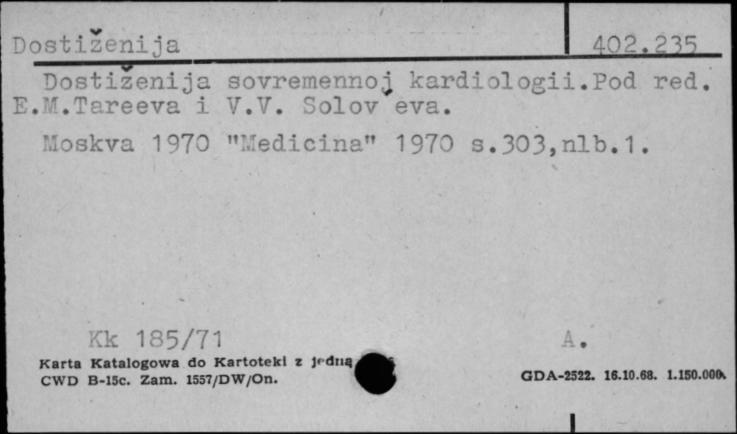 Dostiženija 402.235
Dostiženija sovremennoj kardiologii.Pod red.
E.M.Tareeva i V.V. Solov eva.
Moskva 1970 "Medicina" 1970 s.303,nlb.1.
Kk 185/71 A.
Karta Katalogowa do Kartoteki z jedną
CWD B-15c. Zam. 1557/DW/On. GDA-2522. 16.10.68. 1.150.000